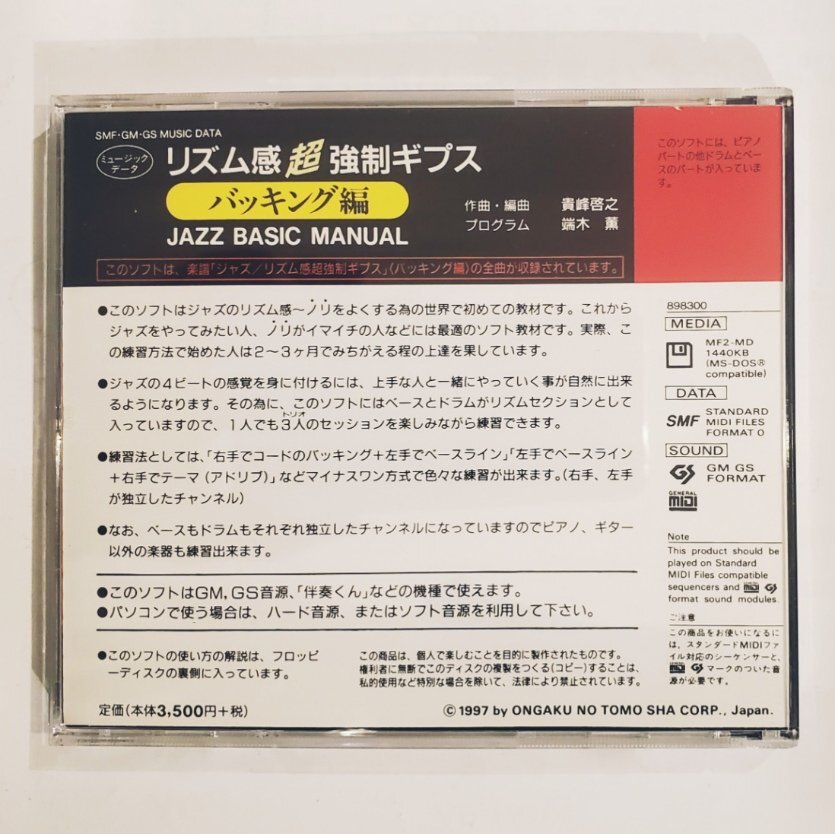 SMF・GM・GS MUSIC DATA
ミュージック
データ
リズム感超強制ギプス
バッキング編
JAZZ BASIC MANUAL
作曲・編曲　貴峰啓之
プログラム　端木　薫
このソフトは、楽譜「ジャズ／リズム感超強制ギプス」(バッキング編)の全曲が収録されています。
このソフトには、ピアノ
パートの他ドラムとベー
スのパートが入っていま
す。
●このソフトはジャズのリズム感〜ノリをよくする為の世界で初めての教材です。これから
ジャズをやってみたい人、ノリがイマイチの人などには最適のソフト教材です。実際、こ
の練習方法で始めた人は２〜３ヶ月でみちがえる程の上達を果しています。
●ジャズの４ビートの感覚を身に付けるには、上手な人と一緒にやっていく事が自然に出来
るようになります。その為に、このソフトにはベースとドラムがリズムセクションとして
トリオ
入っていますので、１人でも３人のセッションを楽しみながら練習できます。
●練習法としては、「右手でコードのバッキング＋左手でベースライン」「左手でベースライン
＋右手でテーマ（アドリブ）」などマイナスワン方式で色々な練習が出来ます。（右手、左手
が独立したチャンネル）
●なお、ベースもドラムもそれぞれ独立したチャンネルになっていますのでピアノ、ギター
以外の楽器も練習出来ます。
●このソフトはGM，GS音源、「伴奏くん」などの機種で使えます。
●パソコンで使う場合は、ハード音源、またはソフト音源を利用して下さい。
●このソフトの使い方の解説は、フロッピ
ーディスクの裏側に入っています。
この商品は、個人で楽しむことを目的に製作されたものです。
権利者に無断でこのディスクの複製をつくる(コピー)することは、
私的使用など特別な場合を除いて、法律により禁止されています。
定価（本体3,500円＋税）
© 1997 by ONGAKU NO TOMO SHA CORP., Japan.
898300
MEDIA
MF2-MD
1440KB
(MS-DOS®
compatible)
DATA
SMF STANDARD
MIDI FILES
FORMAT 0
SOUND
GS GM GS
FORMAT
GENERAL
MIDI
Note
This product should be
played on Standard
MIDI Files compatible
sequencers and MIDI GS
format sound modules.
ご注意
この商品をお使いになるに
は、スタンダードMIDIファ
イル対応のシーケンサーと、
MIDI GS マークのついた音
源が必要です。